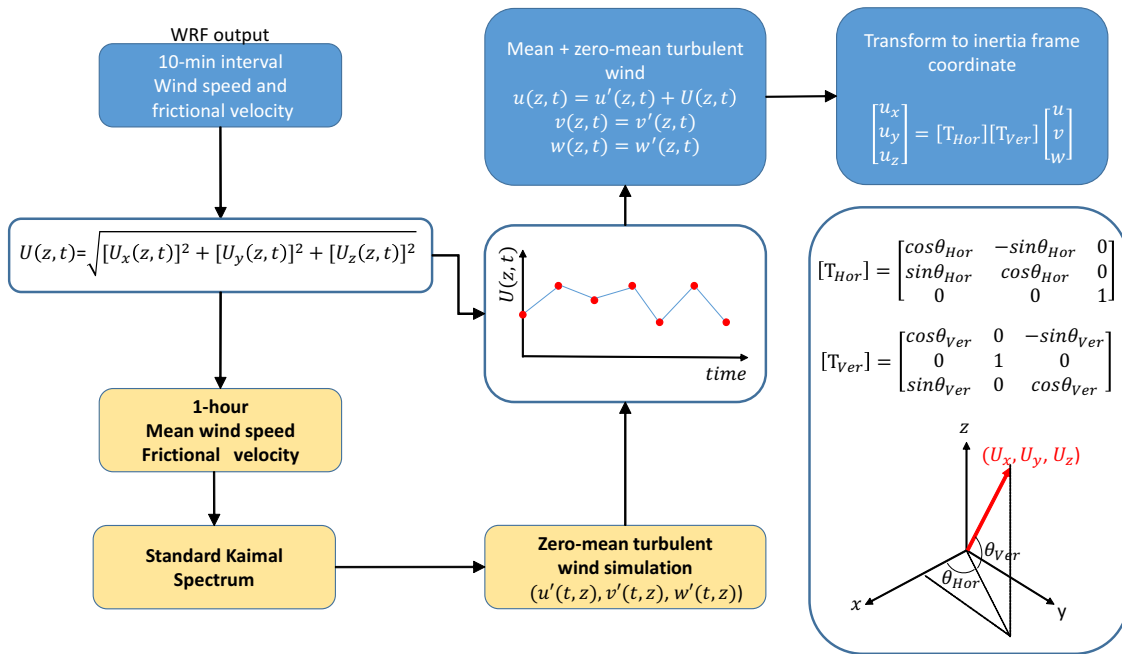 WRF output
10-min interval
Wind speed and
frictional velocity
U(z,t)=√([U_x(z,t)]² + [U_y(z,t)]² + [U_z(z,t)]²)
1-hour
Mean wind speed
Frictional velocity
Standard Kaimal
Spectrum
Zero-mean turbulent
wind simulation
(u′(t,z), v′(t,z), w′(t,z))
U(z,t)
time
Mean + zero-mean turbulent
wind
u(z,t) = u′(z,t) + U(z,t)
v(z,t) = v′(z,t)
w(z,t) = w′(z,t)
Transform to inertia frame
coordinate
[u_x u_y u_z] = [T_Hor][T_Ver] [u v w]
[T_Hor] = [cosθ_Hor −sinθ_Hor 0
sinθ_Hor cosθ_Hor 0
0 0 1]
[T_Ver] = [cosθ_Ver 0 −sinθ_Ver
0 1 0
sinθ_Ver 0 cosθ_Ver]
z
(U_x, U_y, U_z)
θ_Ver
θ_Hor
x
y